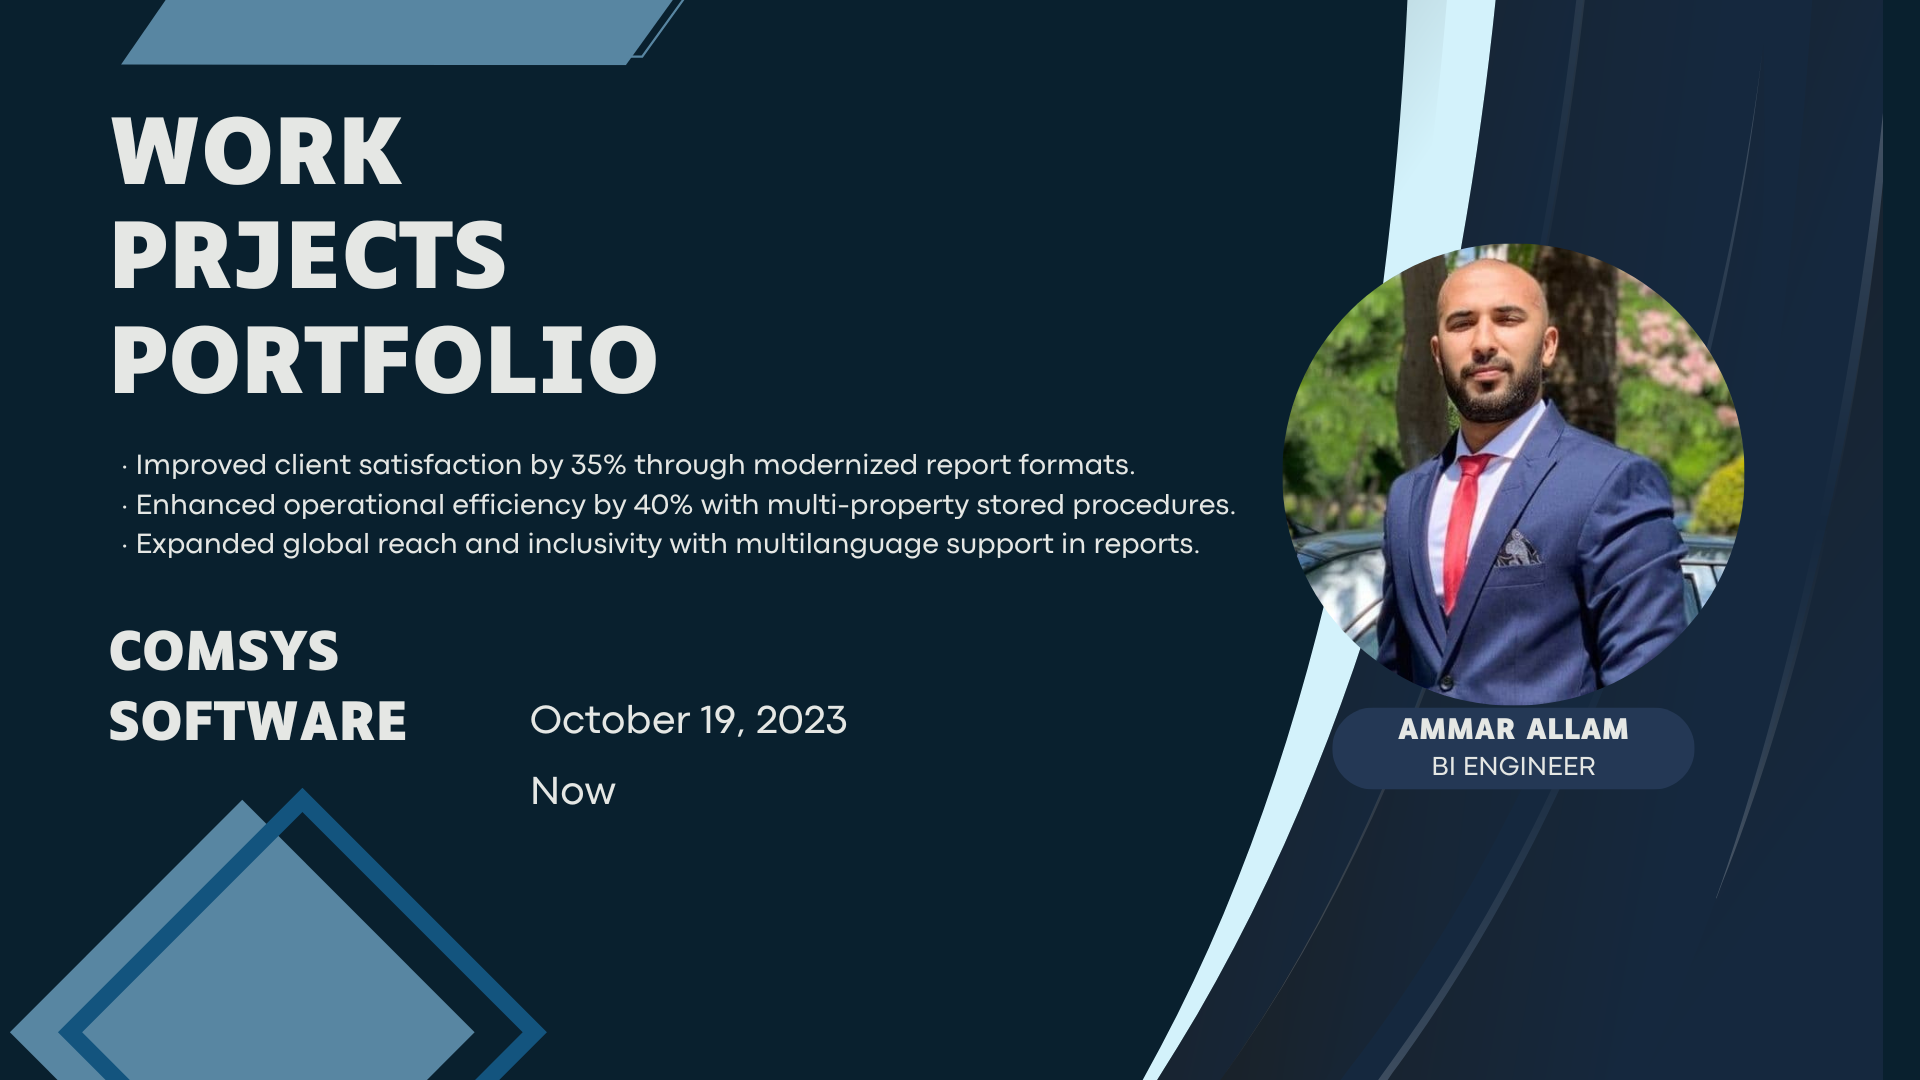 WORK
PRJECTS
PORTFOLIO
· Improved client satisfaction by 35% through modernized report formats.
· Enhanced operational efficiency by 40% with multi-property stored procedures.
· Expanded global reach and inclusivity with multilanguage support in reports.
COMSYS
SOFTWARE
October 19, 2023
Now
AMMAR ALLAM
BI ENGINEER